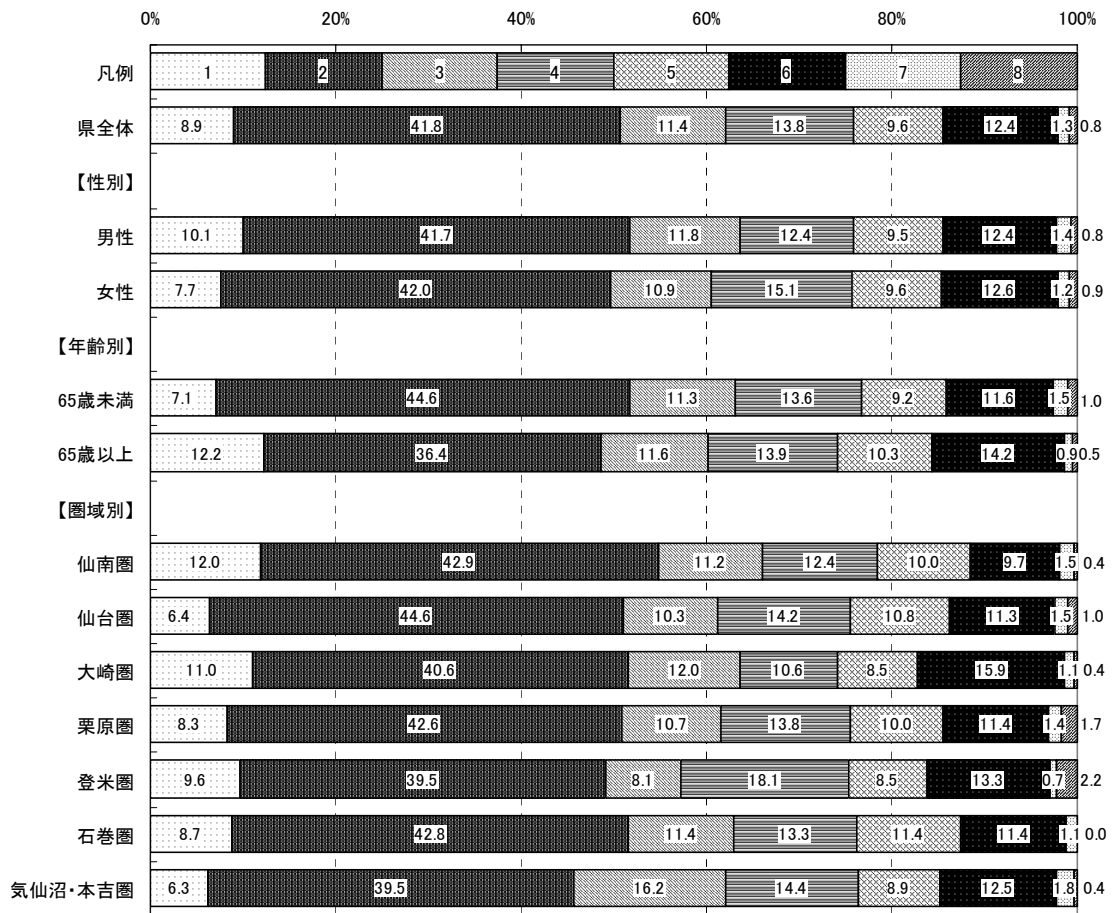 0% 20% 40% 60% 80% 100%
凡例 1 2 3 4 5 6 7 8
県全体 8.9 41.8 11.4 13.8 9.6 12.4 1.3 0.8
【性別】
男性 10.1 41.7 11.8 12.4 9.5 12.4 1.4 0.8
女性 7.7 42.0 10.9 15.1 9.6 12.6 1.2 0.9
【年齢別】
65歳未満 7.1 44.6 11.3 13.6 9.2 11.6 1.5 1.0
65歳以上 12.2 36.4 11.6 13.9 10.3 14.2 0.9 0.5
【圏域別】
仙南圏 12.0 42.9 11.2 12.4 10.0 9.7 1.5 0.4
仙台圏 6.4 44.6 10.3 14.2 10.8 11.3 1.5 1.0
大崎圏 11.0 40.6 12.0 10.6 8.5 15.9 1.1 0.4
栗原圏 8.3 42.6 10.7 13.8 10.0 11.4 1.4 1.7
登米圏 9.6 39.5 8.1 18.1 8.5 13.3 0.7 2.2
石巻圏 8.7 42.8 11.4 13.3 11.4 11.4 1.1 0.0
気仙沼・本吉圏 6.3 39.5 16.2 14.4 8.9 12.5 1.8 0.4